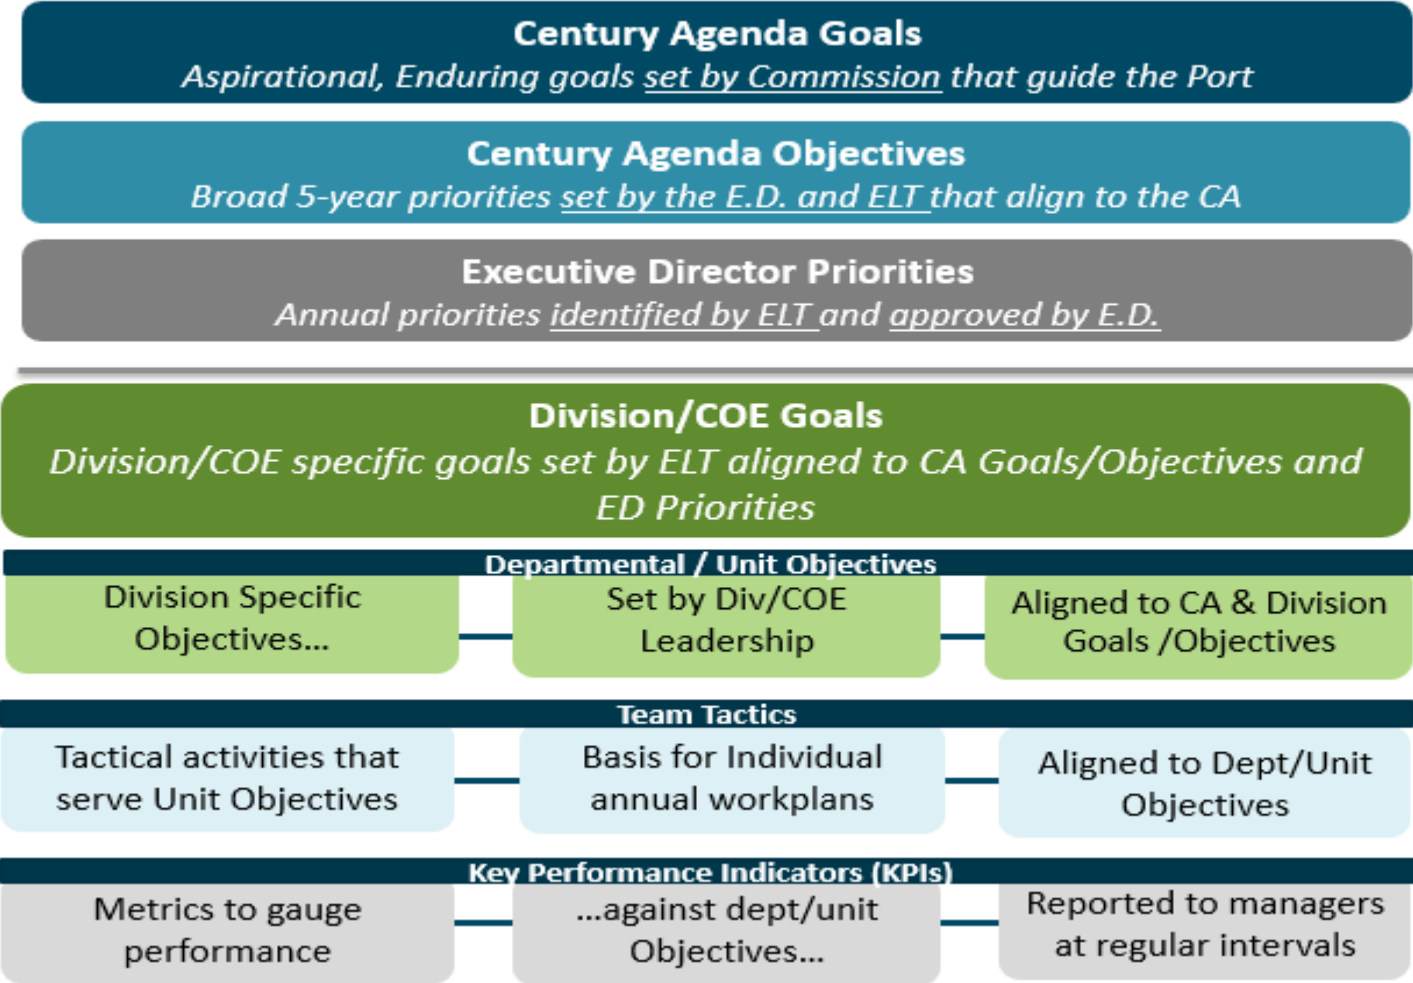 Century Agenda Goals
Aspirational, Enduring goals set by Commission that guide the Port
Century Agenda Objectives
Broad 5-year priorities set by the E.D. and ELT that align to the CA
Executive Director Priorities
Annual priorities identified by ELT and approved by E.D.
Division/COE Goals
Division/COE specific goals set by ELT aligned to CA Goals/Objectives and
ED Priorities
Departmental / Unit Objectives
Division Specific
Objectives...
Set by Div/COE
Leadership
Aligned to CA & Division
Goals /Objectives
Team Tactics
Tactical activities that
serve Unit Objectives
Basis for Individual
annual workplans
Aligned to Dept/Unit
Objectives
Key Performance Indicators (KPIs)
Metrics to gauge
performance
...against dept/unit
Objectives...
Reported to managers
at regular intervals